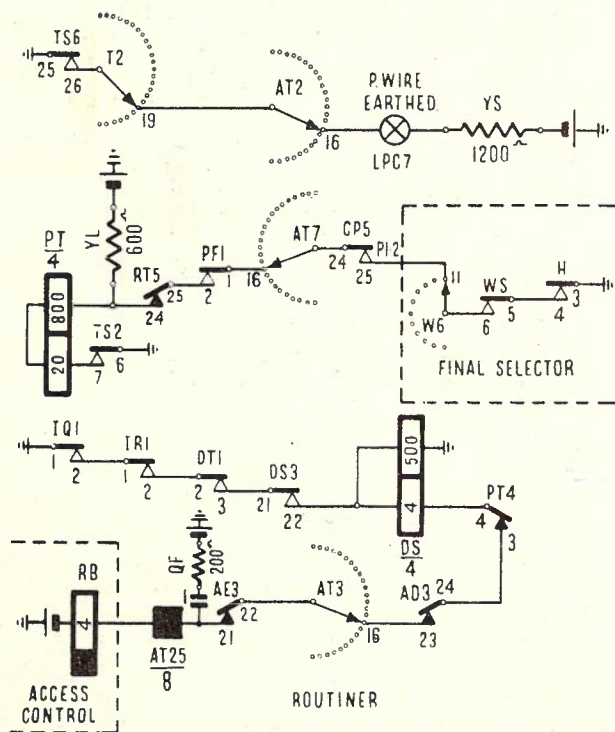 TS6 T2
25 26
19
AT2
16
P.WIRE
EARTHED
LPC7
YS
1200
PT
4
YL
600
800
20
TS2
7 6
RT5
24 25
PF1
2 1
16
AT7
CP5
24 25
P12
11
W6
WS
6 5
H
4 3
FINAL SELECTOR
TQ1
1 2
TR1
1 2
DT1
2 3
DS3
21 22
500
4
DS
4
PT4
4 3
RB
4
ACCESS
CONTROL
AT25
8
QF
200
1
AE3
21 22
AT3
16
AD3
23 24
ROUTINER